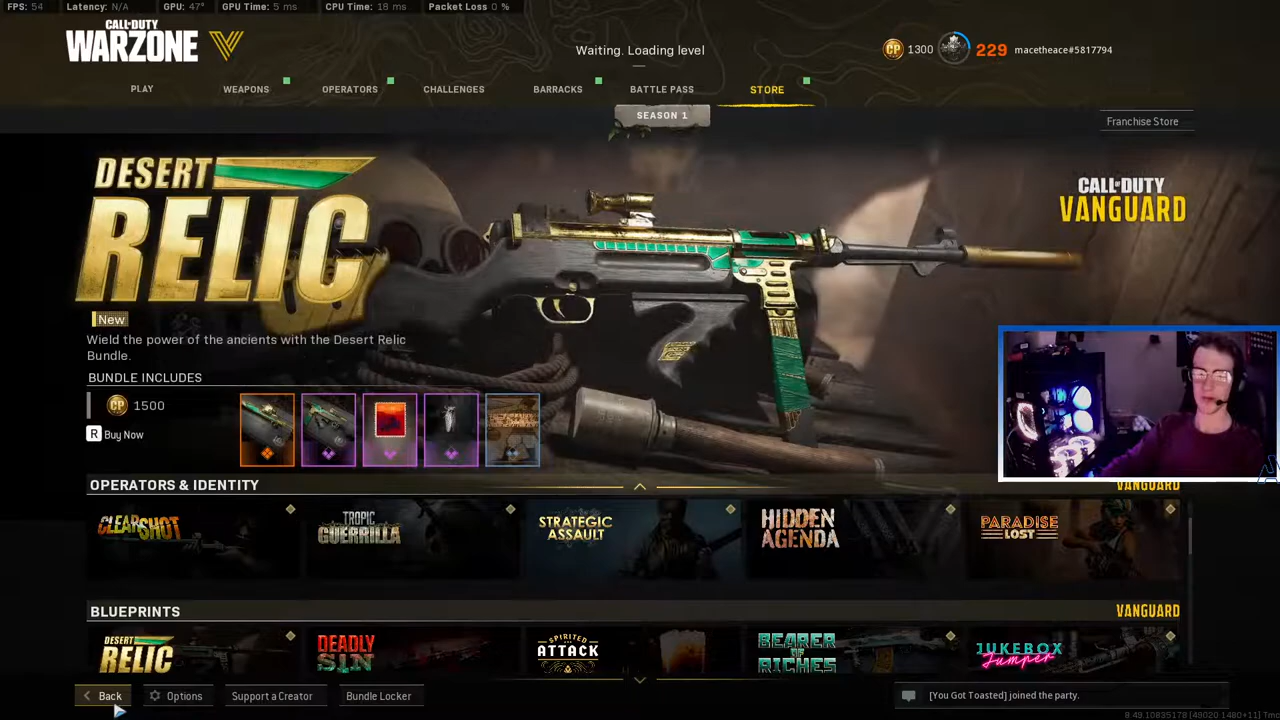 FPS: 54 Latency: N/A GPU: 47° GPU Time: 5 ms CPU Time: 18 ms Packet Loss 0 %
CALL·DUTY
WARZONE
Waiting. Loading level
CP 1300 229 macetheace#5817794
PLAY WEAPONS OPERATORS CHALLENGES BARRACKS BATTLE PASS STORE
SEASON 1
Franchise Store
DESERT
RELIC
CALL·DUTY
VANGUARD
New
Wield the power of the ancients with the Desert Relic
Bundle.
BUNDLE INCLUDES
CP 1500
R Buy Now
OPERATORS & IDENTITY VANGUARD
CLEAR SHOT
TROPIC
GUERRILLA
STRATEGIC
ASSAULT
HIDDEN
AGENDA
PARADISE
LOST
BLUEPRINTS VANGUARD
DESERT
RELIC
DEADLY
SIN
SPIRITED
ATTACK
BEARER
OF
RICHES
JUKEBOX
Jumper
Back Options Support a Creator Bundle Locker
[You Got Toasted] joined the party.